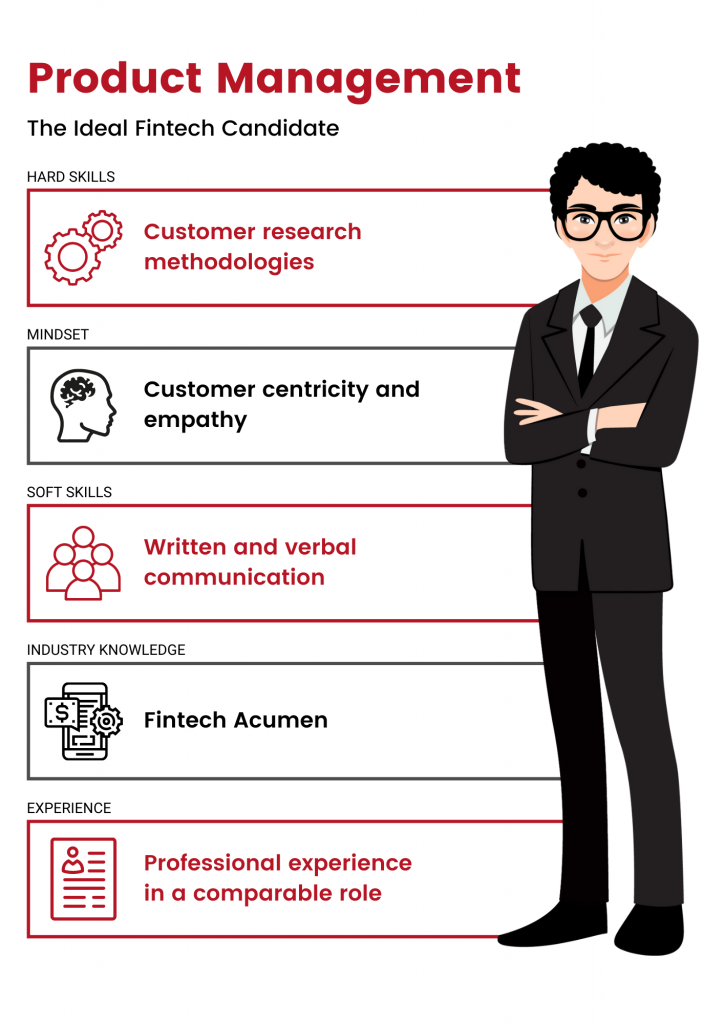 Product Management
The Ideal Fintech Candidate
HARD SKILLS
Customer research
methodologies
MINDSET
Customer centricity and
empathy
SOFT SKILLS
Written and verbal
communication
INDUSTRY KNOWLEDGE
$
Fintech Acumen
EXPERIENCE
Professional experience
in a comparable role